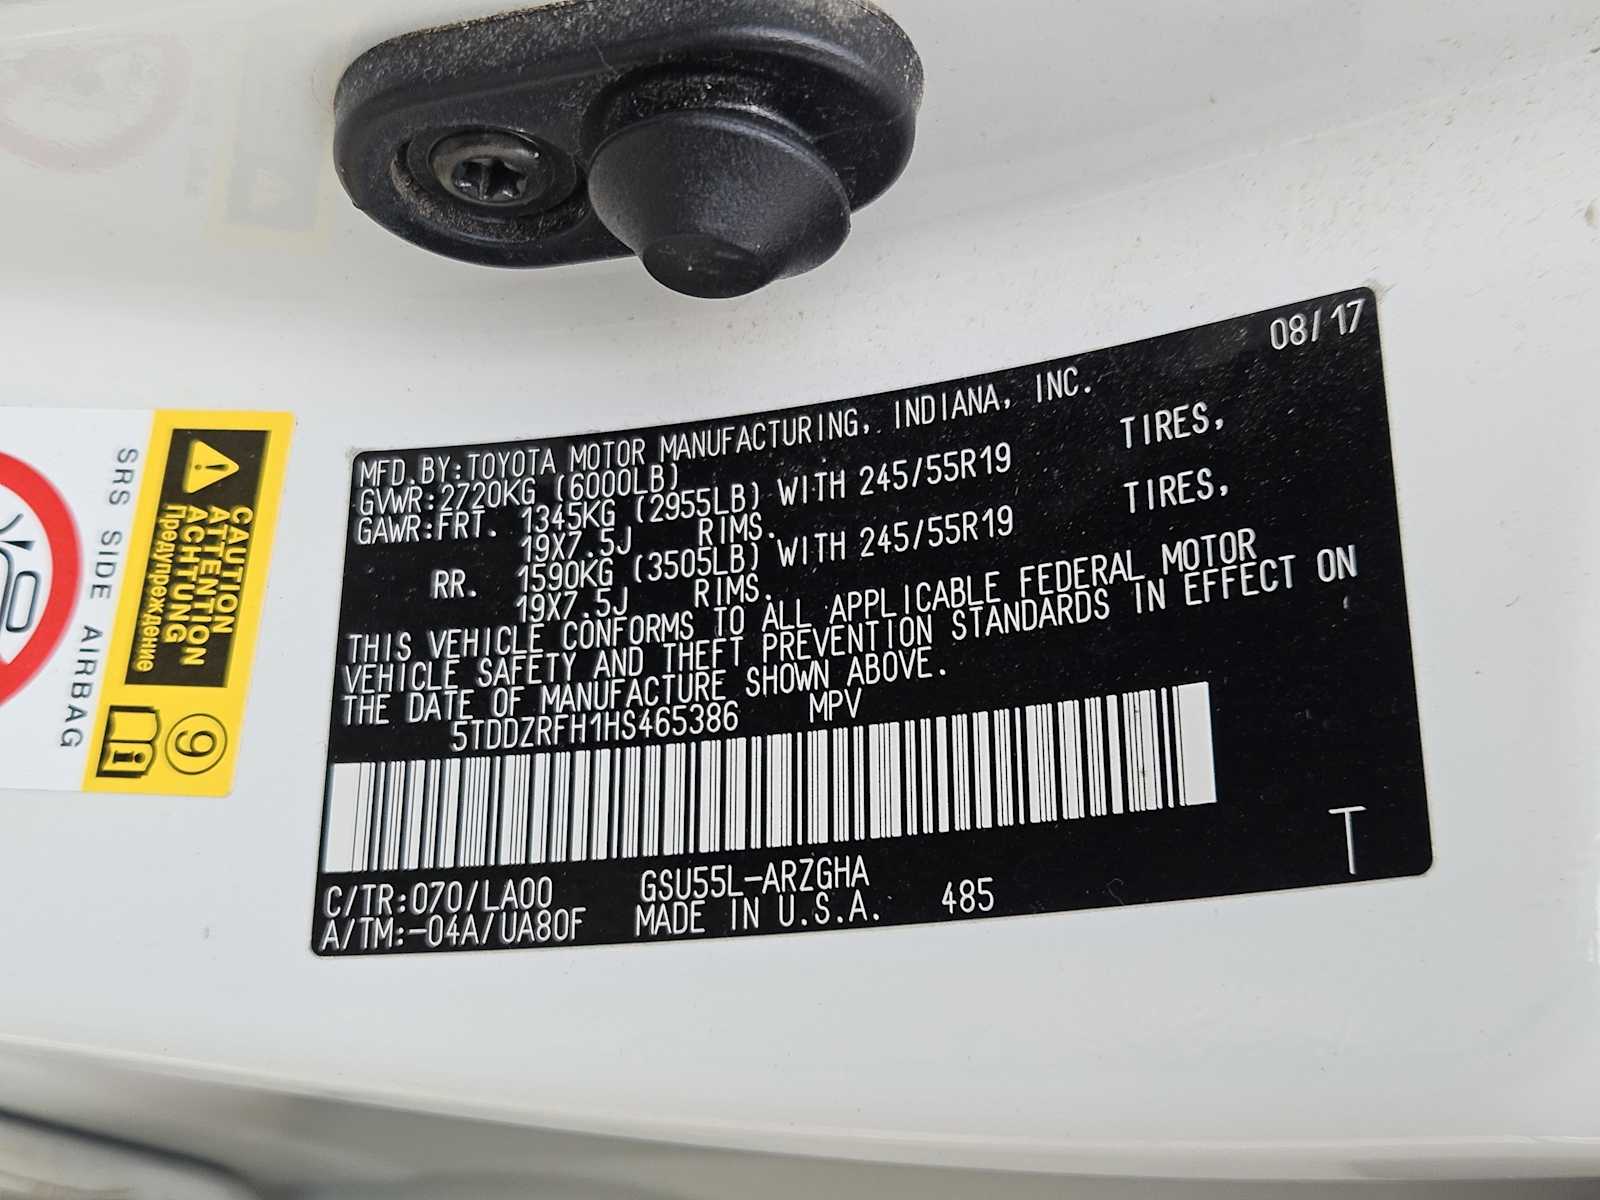 08/17
MFD.BY:TOYOTA MOTOR MANUFACTURING, INDIANA, INC.
GVWR:2720KG (6000LB)
GAWR:FRT. 1345KG (2955LB) WITH 245/55R19 TIRES,
19X7.5J RIMS.
RR. 1590KG (3505LB) WITH 245/55R19 TIRES,
19X7.5J RIMS.
THIS VEHICLE CONFORMS TO ALL APPLICABLE FEDERAL MOTOR
VEHICLE SAFETY AND THEFT PREVENTION STANDARDS IN EFFECT ON
THE DATE OF MANUFACTURE SHOWN ABOVE.
5TDDZRFH1HS465386 MPV
C/TR:070/LA00 GSU55L-ARZGHA
A/TM:-04A/UA80F MADE IN U.S.A. 485
T
CAUTION
ATTENTION
ACHTUNG
Предупреждение
9
i
SRS SIDE AIRBAG